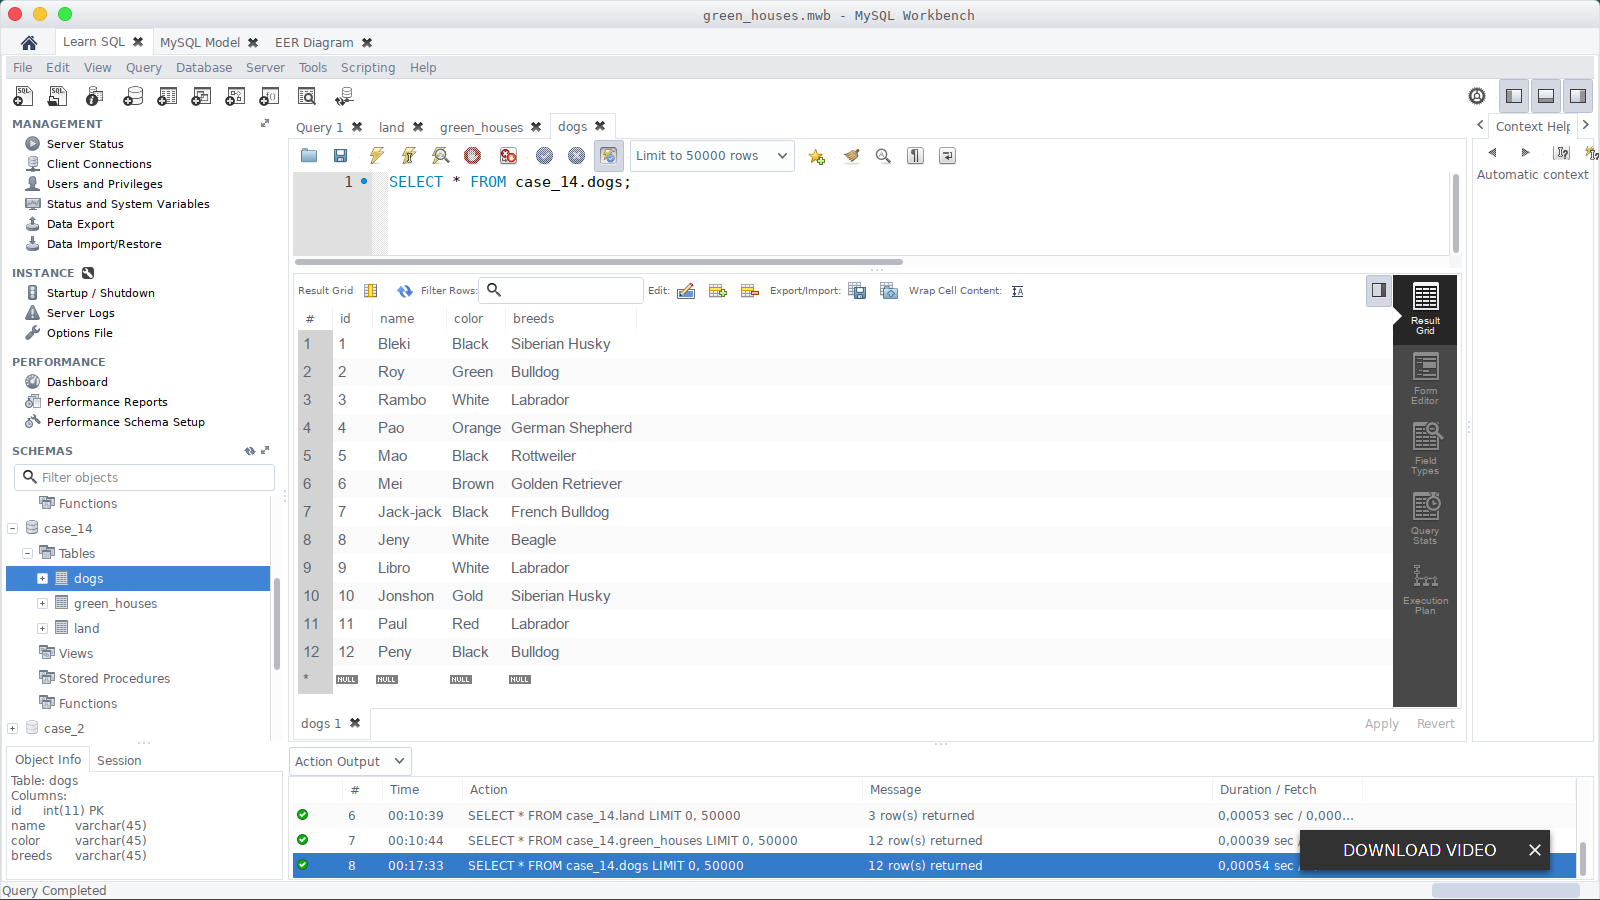 green_houses.mwb - MySQL Workbench
Learn SQL MySQL Model EER Diagram
File Edit View Query Database Server Tools Scripting Help
MANAGEMENT
Server Status
Client Connections
Users and Privileges
Status and System Variables
Data Export
Data Import/Restore
INSTANCE
Startup / Shutdown
Server Logs
Options File
PERFORMANCE
Dashboard
Performance Reports
Performance Schema Setup
SCHEMAS
Filter objects
Functions
case_14
Tables
dogs
green_houses
land
Views
Stored Procedures
Functions
case_2
Object Info Session
Table: dogs
Columns:
id int(11) PK
name varchar(45)
color varchar(45)
breeds varchar(45)
Query Completed
Query 1 land green_houses dogs
Limit to 50000 rows
1 SELECT * FROM case_14.dogs;
Result Grid Filter Rows: Edit: Export/Import: Wrap Cell Content:
# id name color breeds
1 1 Bleki Black Siberian Husky
2 2 Roy Green Bulldog
3 3 Rambo White Labrador
4 4 Pao Orange German Shepherd
5 5 Mao Black Rottweiler
6 6 Mei Brown Golden Retriever
7 7 Jack-jack Black French Bulldog
8 8 Jeny White Beagle
9 9 Libro White Labrador
10 10 Jonshon Gold Siberian Husky
11 11 Paul Red Labrador
12 12 Peny Black Bulldog
* NULL NULL NULL NULL
Result
Grid
Form
Editor
Field
Types
Query
Stats
Execution
Plan
dogs 1 Apply Revert
Context Help
Automatic context
Action Output
# Time Action Message Duration / Fetch
6 00:10:39 SELECT * FROM case_14.land LIMIT 0, 50000 3 row(s) returned 0,00053 sec / 0,000...
7 00:10:44 SELECT * FROM case_14.green_houses LIMIT 0, 50000 12 row(s) returned 0,00039 sec /
8 00:17:33 SELECT * FROM case_14.dogs LIMIT 0, 50000 12 row(s) returned 0,00054 sec /
DOWNLOAD VIDEO